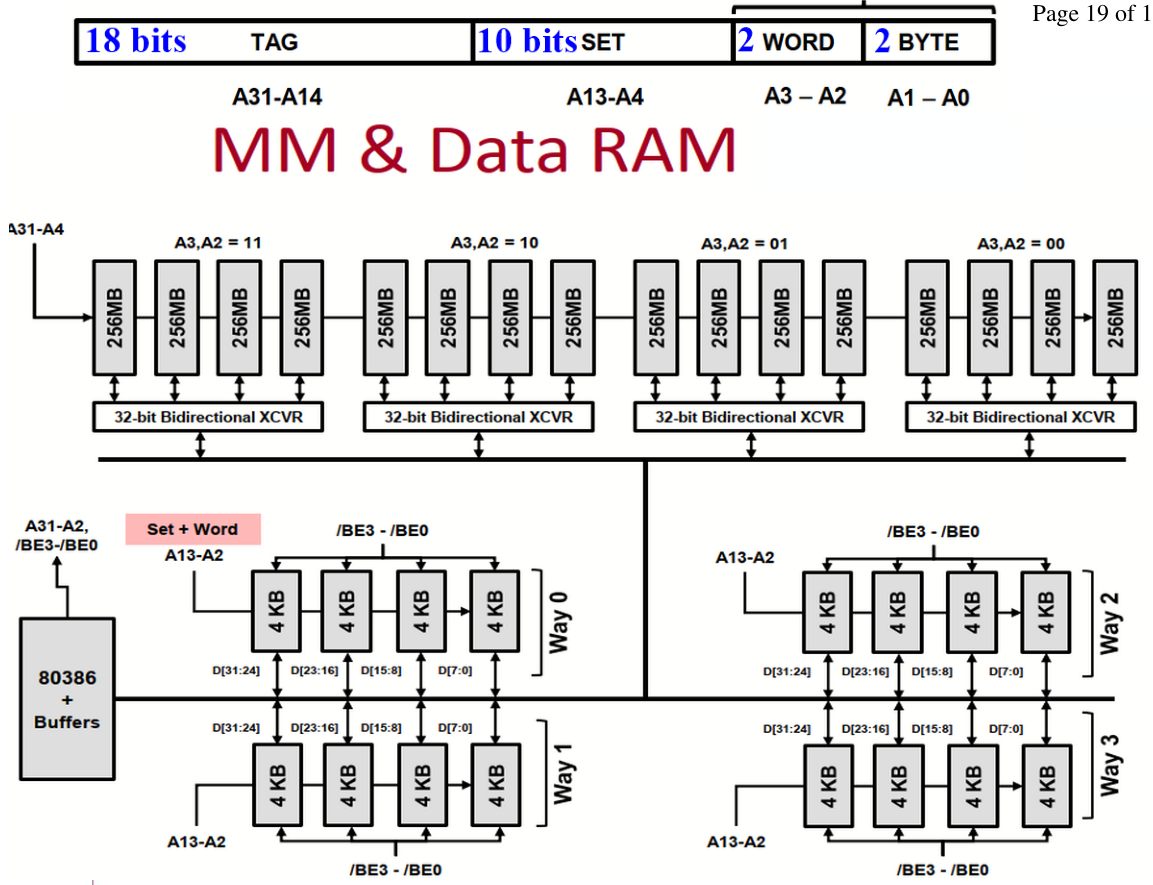 Page 19 of 1
18 bits TAG 10 bits SET 2 WORD 2 BYTE
A31-A14 A13-A4 A3 – A2 A1 – A0
MM & Data RAM
A31-A4
A3,A2 = 11 A3,A2 = 10 A3,A2 = 01 A3,A2 = 00
256MB 256MB 256MB 256MB 256MB 256MB 256MB 256MB 256MB 256MB 256MB 256MB 256MB 256MB 256MB 256MB
32-bit Bidirectional XCVR 32-bit Bidirectional XCVR 32-bit Bidirectional XCVR 32-bit Bidirectional XCVR
A31-A2,
/BE3-/BE0
Set + Word
A13-A2
/BE3 - /BE0
4 KB 4 KB 4 KB 4 KB
Way 0
D[31:24] D[23:16] D[15:8] D[7:0]
A13-A2
/BE3 - /BE0
4 KB 4 KB 4 KB 4 KB
Way 2
D[31:24] D[23:16] D[15:8] D[7:0]
80386
+
Buffers
D[31:24] D[23:16] D[15:8] D[7:0]
4 KB 4 KB 4 KB 4 KB
Way 1
A13-A2
/BE3 - /BE0
D[31:24] D[23:16] D[15:8] D[7:0]
4 KB 4 KB 4 KB 4 KB
Way 3
A13-A2
/BE3 - /BE0